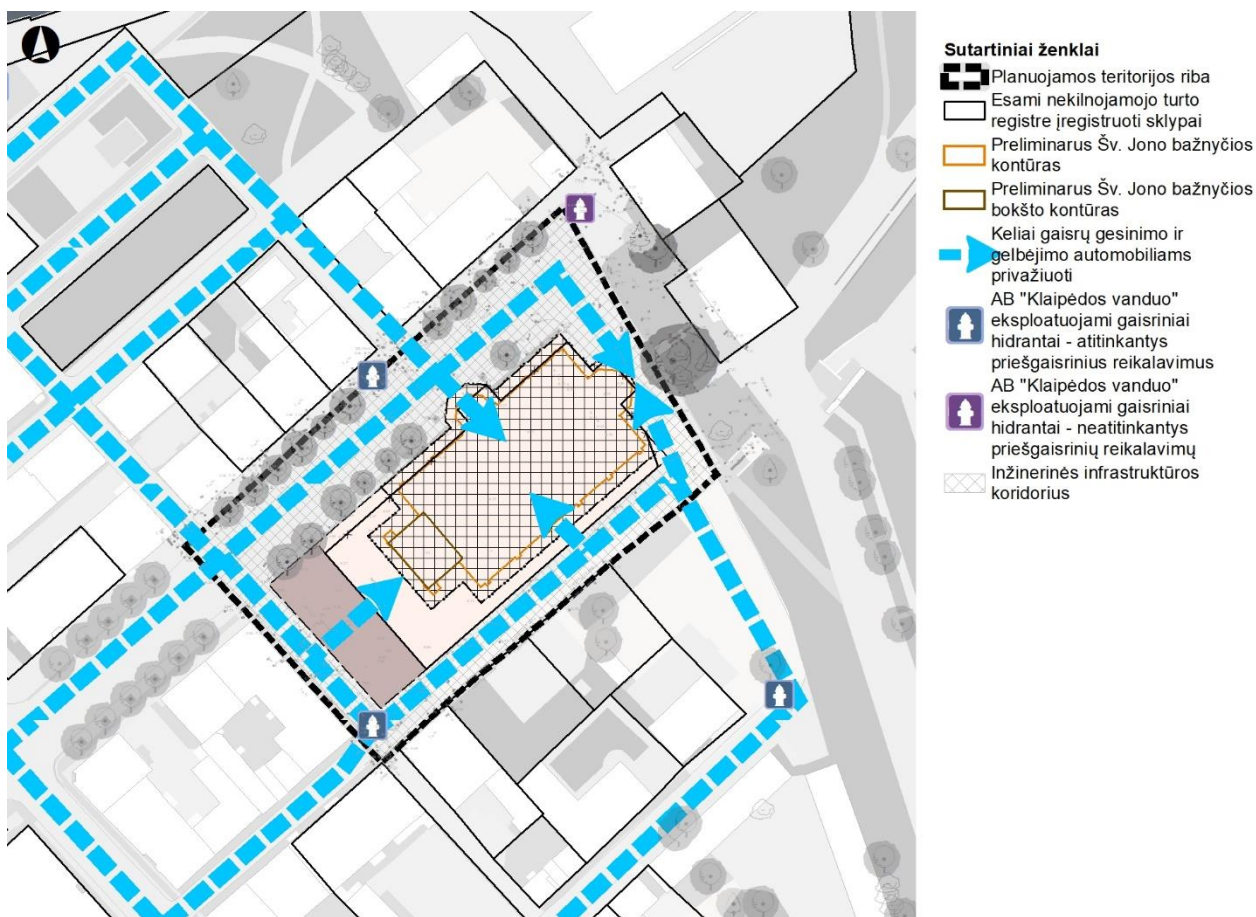 Sutartiniai ženklai
Planuojamos teritorijos riba
Esami nekilnojamojo turto
registre įregistruoti sklypai
Preliminarus Šv. Jono bažnyčios
kontūras
Preliminarus Šv. Jono bažnyčios
bokšto kontūras
Keliai gaisrų gesinimo ir
gelbėjimo automobiliams
privažiuoti
AB "Klaipėdos vanduo"
eksploatuojami gaisriniai
hidrantai - atitinkantys
priešgaisrinius reikalavimus
AB "Klaipėdos vanduo"
eksploatuojami gaisriniai
hidrantai - neatitinkantys
priešgaisrinių reikalavimų
Inžinerinės infrastruktūros
koridorius